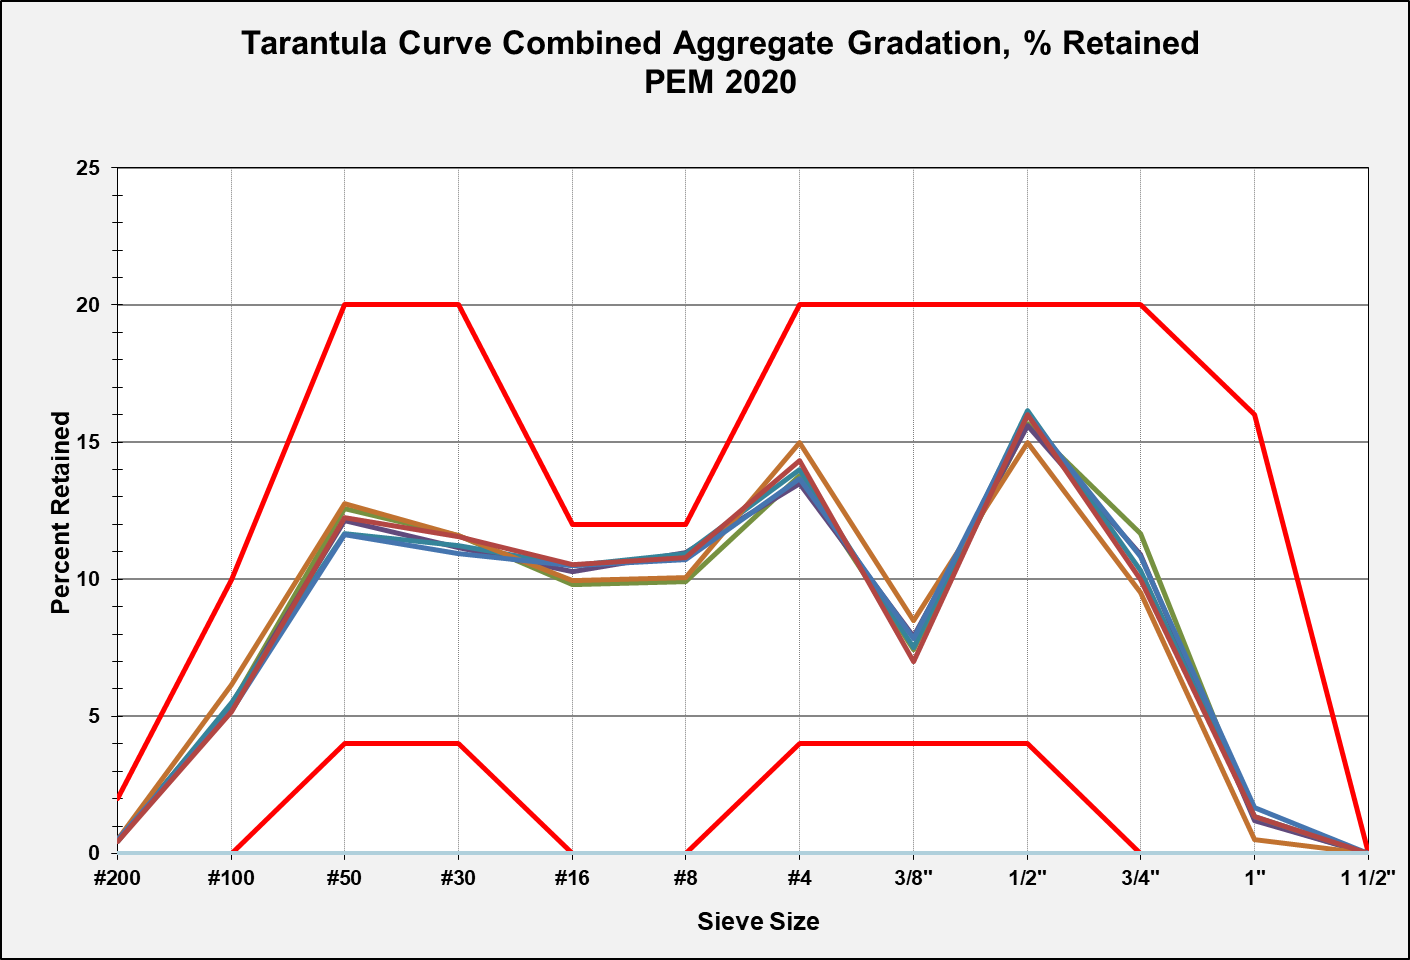 Tarantula Curve Combined Aggregate Gradation, % Retained
PEM 2020
25
20
15
10
5
0
Percent Retained
#200 #100 #50 #30 #16 #8 #4 3/8" 1/2" 3/4" 1" 1 1/2"
Sieve Size